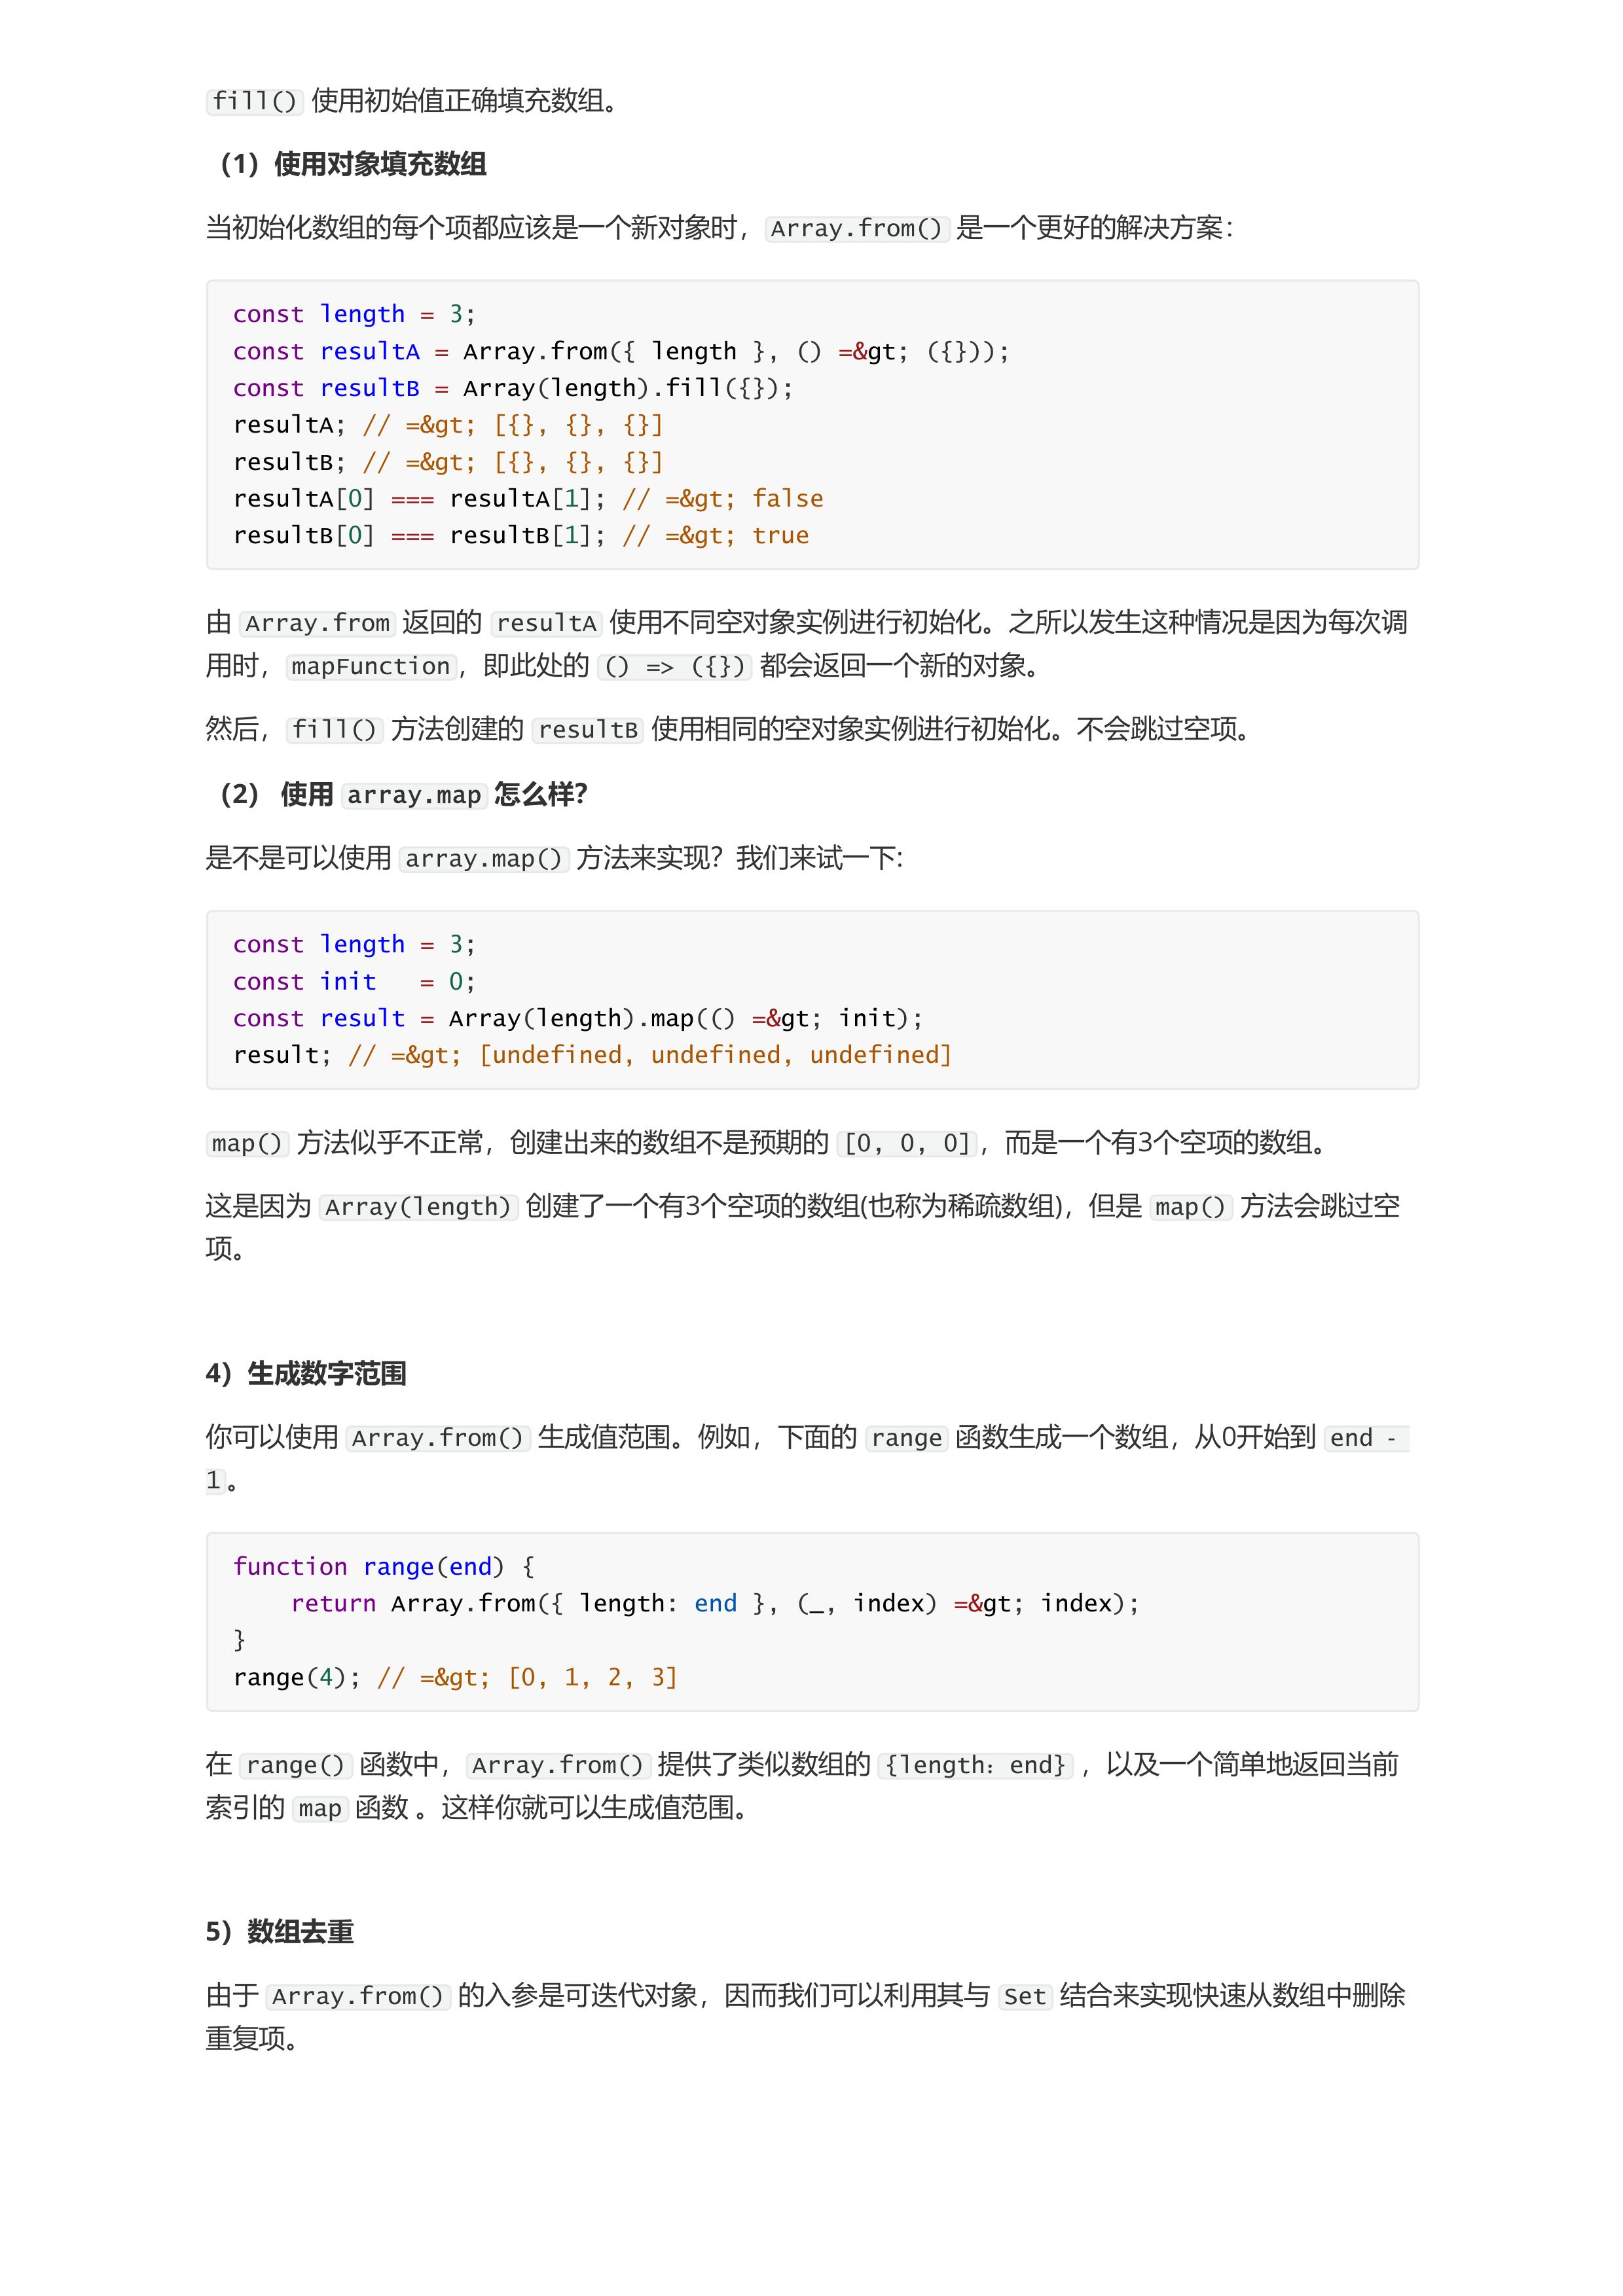 fill() 使用初始值正确填充数组。
（1）使用对象填充数组
当初始化数组的每个项都应该是一个新对象时，Array.from() 是一个更好的解决方案：
const length = 3;
const resultA = Array.from({ length }, () =&gt; ({}));
const resultB = Array(length).fill({});
resultA; // =&gt; [{}, {}, {}]
resultB; // =&gt; [{}, {}, {}]
resultA[0] === resultA[1]; // =&gt; false
resultB[0] === resultB[1]; // =&gt; true
由 Array.from 返回的 resultA 使用不同空对象实例进行初始化。之所以发生这种情况是因为每次调
用时，mapFunction，即此处的 () => ({}) 都会返回一个新的对象。
然后，fill() 方法创建的 resultB 使用相同的空对象实例进行初始化。不会跳过空项。
（2） 使用 array.map 怎么样？
是不是可以使用 array.map() 方法来实现？我们来试一下:
const length = 3;
const init   = 0;
const result = Array(length).map(() =&gt; init);
result; // =&gt; [undefined, undefined, undefined]
map() 方法似乎不正常，创建出来的数组不是预期的 [0, 0, 0]，而是一个有3个空项的数组。
这是因为 Array(length) 创建了一个有3个空项的数组(也称为稀疏数组)，但是 map() 方法会跳过空
项。
4）生成数字范围
你可以使用 Array.from() 生成值范围。例如，下面的 range 函数生成一个数组，从0开始到 end -
1。
function range(end) {
    return Array.from({ length: end }, (_, index) =&gt; index);
}
range(4); // =&gt; [0, 1, 2, 3]
在 range() 函数中，Array.from() 提供了类似数组的 {length：end} ，以及一个简单地返回当前
索引的 map 函数 。这样你就可以生成值范围。
5）数组去重
由于 Array.from() 的入参是可迭代对象，因而我们可以利用其与 Set 结合来实现快速从数组中删除
重复项。